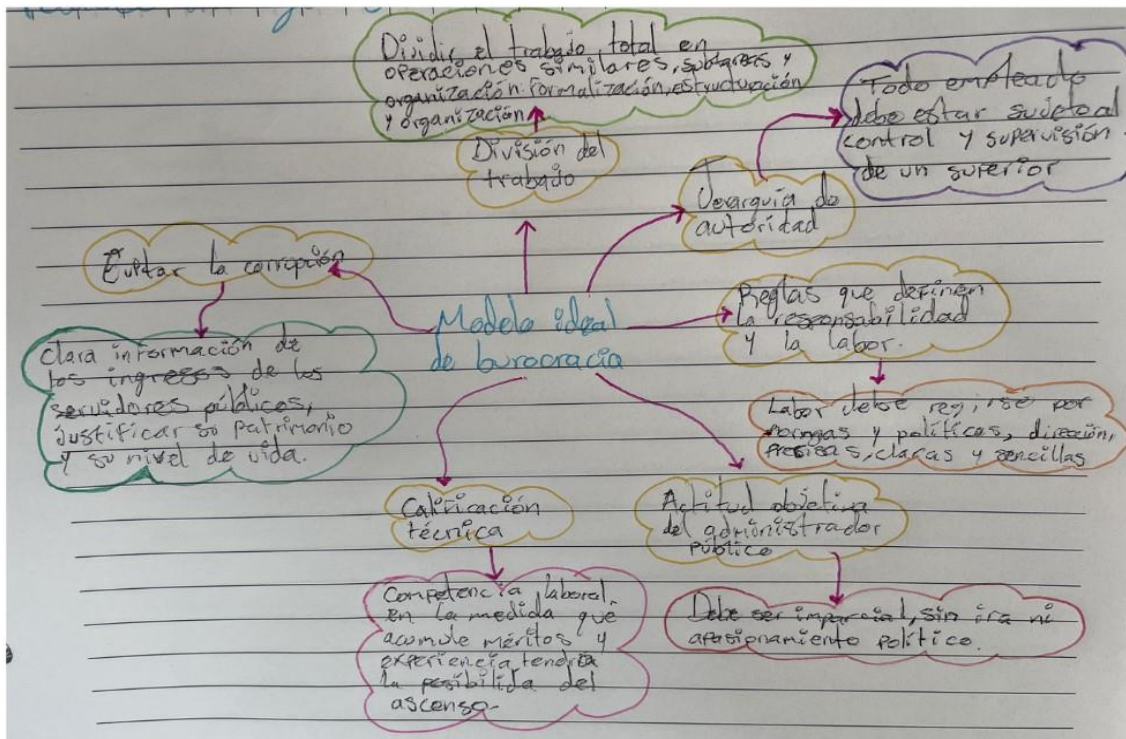 Dividir el trabajo total en
operaciones similares, subtareas y
organización formalización, estructuración
y organización
División del
trabajo
Todo empleado
debe estar sujeto al
control y supervisión
de un superior
Jerarquía de
autoridad
Evitar la corrupción
Modelo ideal
de burocracia
Reglas que definen
la responsabilidad
y la labor.
Clara información de
los ingresos de los
servidores públicos,
justificar su patrimonio
y su nivel de vida.
Labor debe regirse por
normas y políticas, dirección,
precisas, claras y sencillas
Calificación
técnica
Actitud objetiva
del administrador
público
Competencia laboral,
en la medida que
acumule méritos y
experiencia tendrá
la posibilida del
ascenso-
Debe ser imparcial, sin ira ni
apasionamiento político.